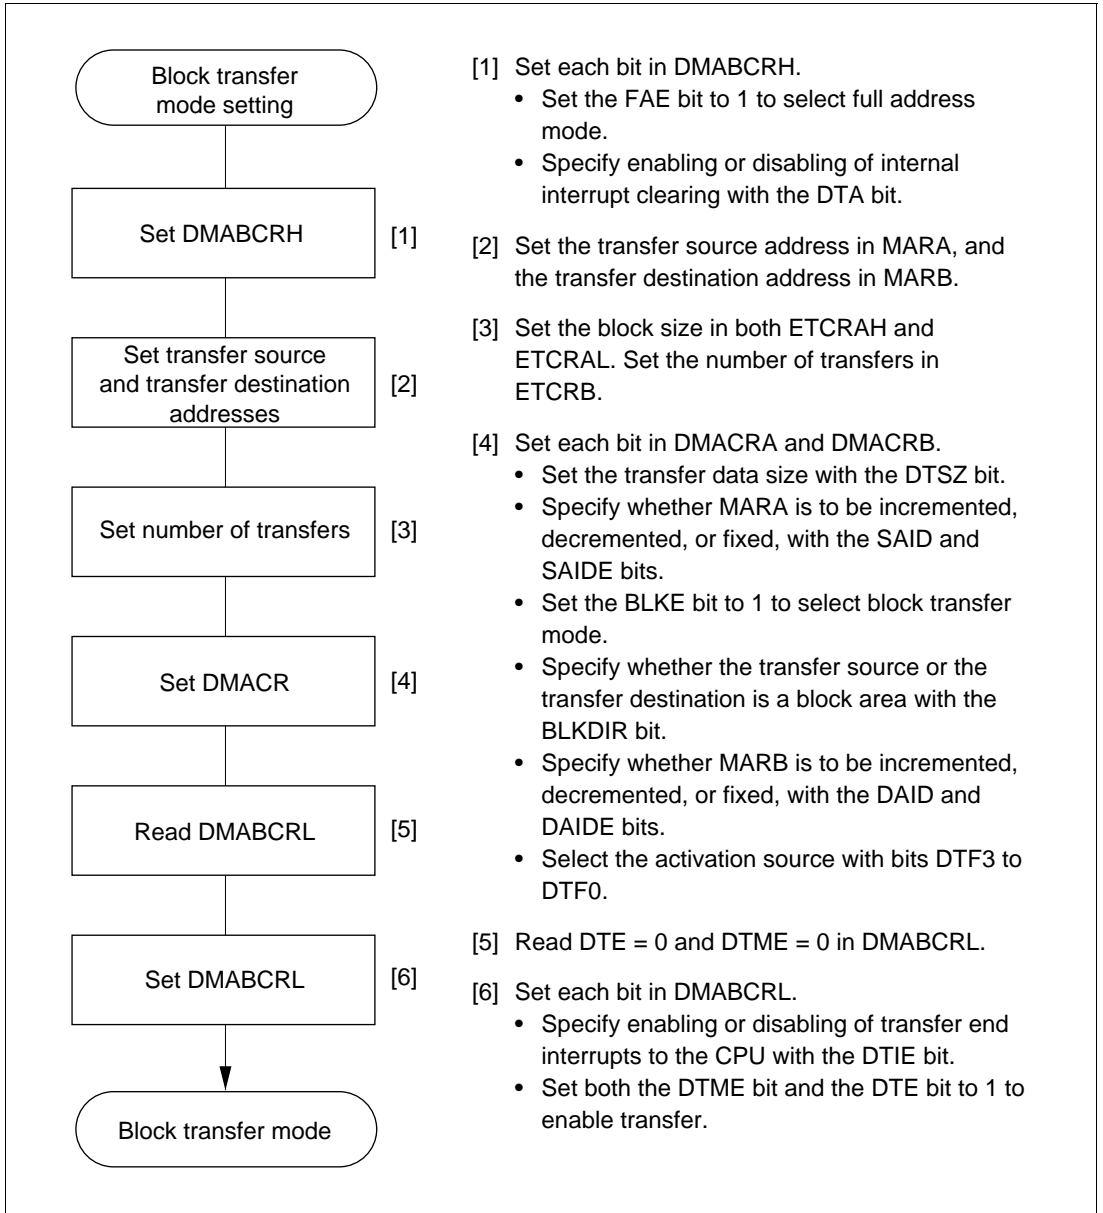 Block transfer
mode setting
Set DMABCRH
[1]
Set transfer source
and transfer destination
addresses
[2]
Set number of transfers
[3]
Set DMACR
[4]
Read DMABCRL
[5]
Set DMABCRL
[6]
Block transfer mode
[1] Set each bit in DMABCRH.
• Set the FAE bit to 1 to select full address
mode.
• Specify enabling or disabling of internal
interrupt clearing with the DTA bit.
[2] Set the transfer source address in MARA, and
the transfer destination address in MARB.
[3] Set the block size in both ETCRAH and
ETCRAL. Set the number of transfers in
ETCRB.
[4] Set each bit in DMACRA and DMACRB.
• Set the transfer data size with the DTSZ bit.
• Specify whether MARA is to be incremented,
decremented, or fixed, with the SAID and
SAIDE bits.
• Set the BLKE bit to 1 to select block transfer
mode.
• Specify whether the transfer source or the
transfer destination is a block area with the
BLKDIR bit.
• Specify whether MARB is to be incremented,
decremented, or fixed, with the DAID and
DAIDE bits.
• Select the activation source with bits DTF3 to
DTF0.
[5] Read DTE = 0 and DTME = 0 in DMABCRL.
[6] Set each bit in DMABCRL.
• Specify enabling or disabling of transfer end
interrupts to the CPU with the DTIE bit.
• Set both the DTME bit and the DTE bit to 1 to
enable transfer.